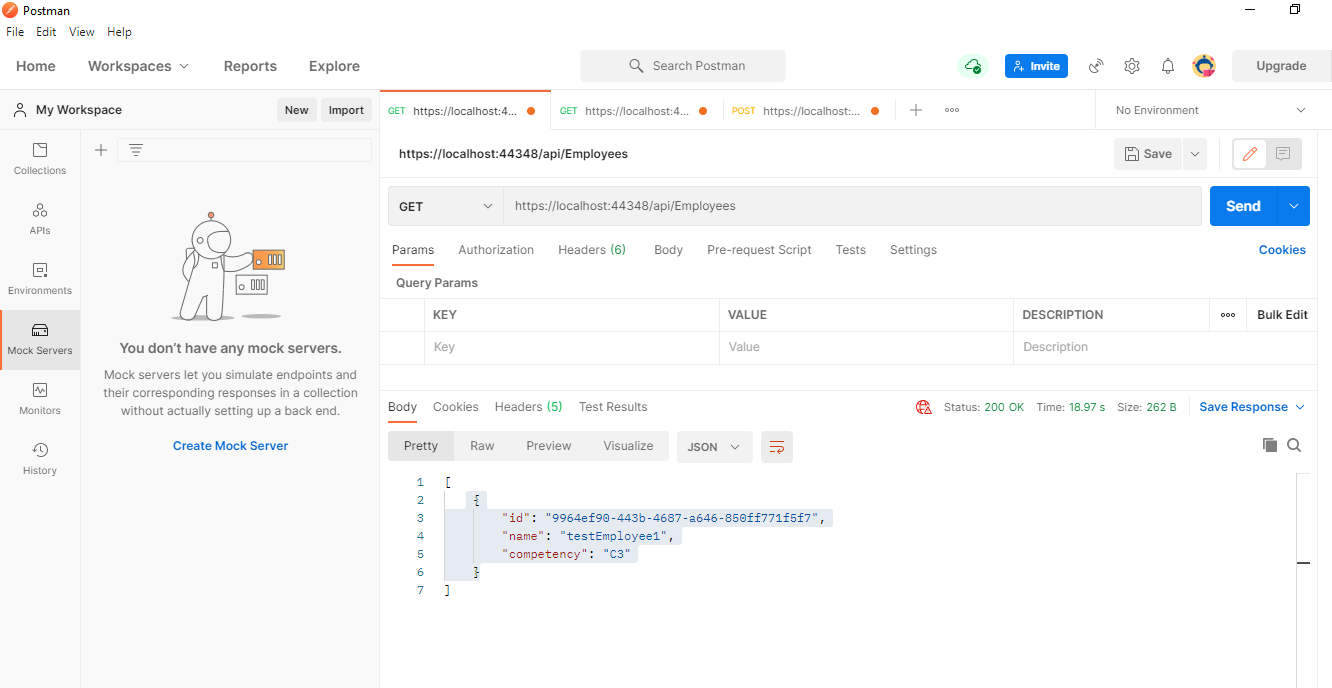 Postman
File Edit View Help
Home Workspaces Reports Explore Search Postman Invite Upgrade
My Workspace New Import
GET https://localhost:4... GET https://localhost:4... POST https://localhost:... No Environment
Collections
APIs
Environments
Mock Servers
Monitors
History
You don't have any mock servers.
Mock servers let you simulate endpoints and
their corresponding responses in a collection
without actually setting up a back end.
Create Mock Server
https://localhost:44348/api/Employees Save
GET https://localhost:44348/api/Employees Send
Params Authorization Headers (6) Body Pre-request Script Tests Settings Cookies
Query Params
KEY VALUE DESCRIPTION Bulk Edit
Key Value Description
Body Cookies Headers (5) Test Results Status: 200 OK Time: 18.97 s Size: 262 B Save Response
Pretty Raw Preview Visualize JSON
1 [
2 {
3 "id": "9964ef90-443b-4687-a646-850ff771f5f7",
4 "name": "testEmployee1",
5 "competency": "C3"
6 }
7 ]